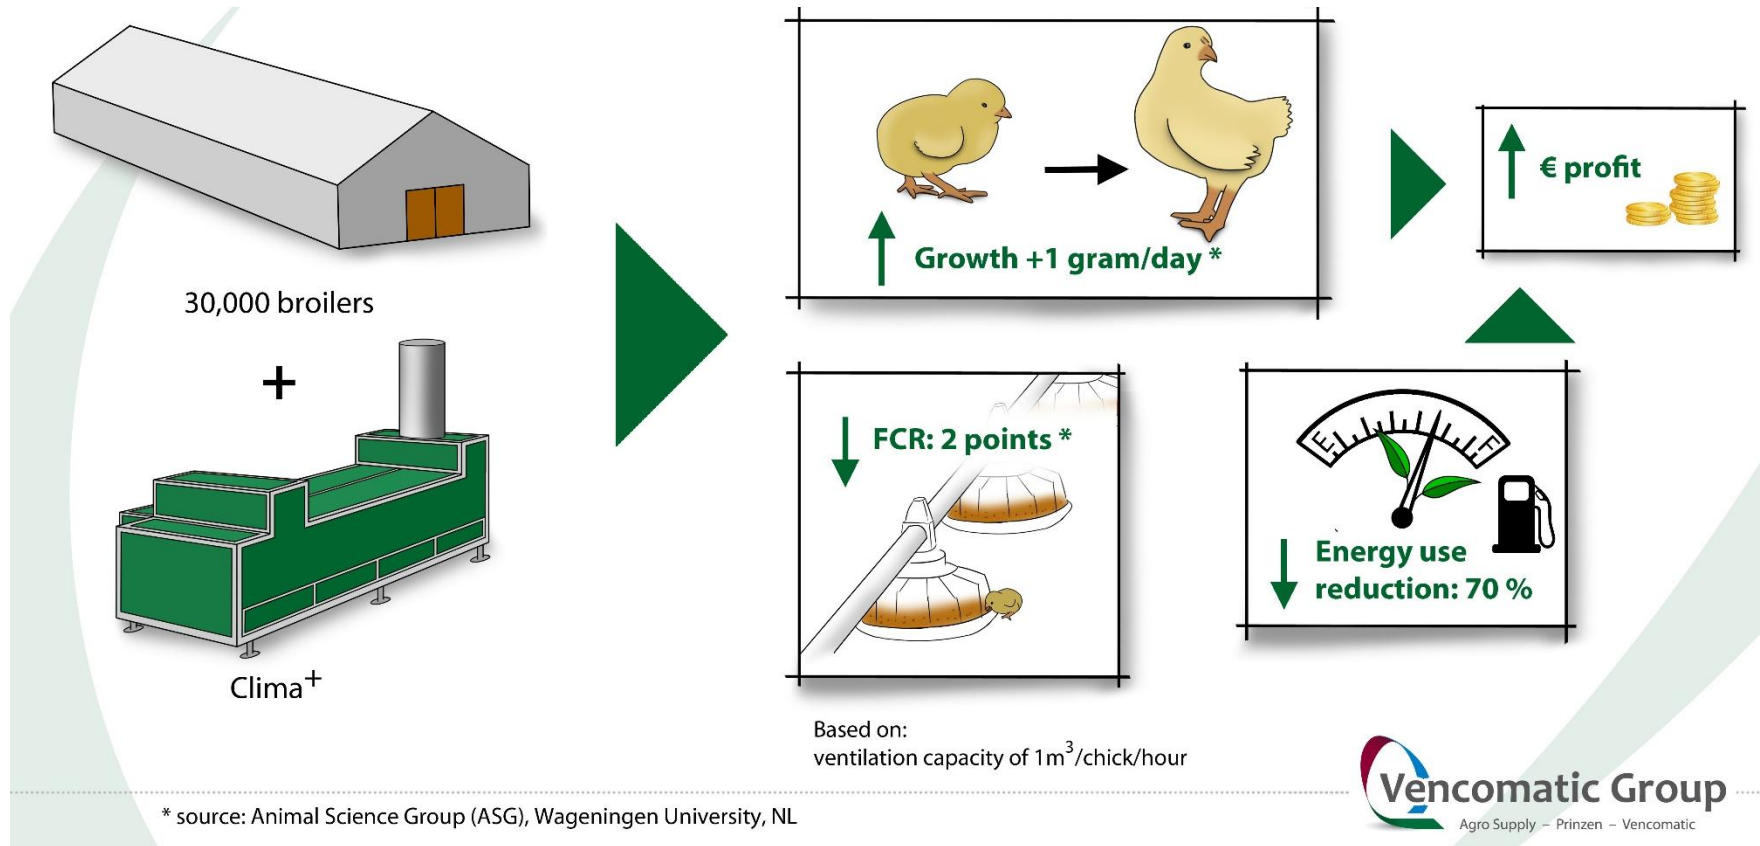 30,000 broilers
+
Clima⁺
Growth +1 gram/day *
€ profit
FCR: 2 points *
E F
Energy use
reduction: 70 %
Based on:
ventilation capacity of 1m³/chick/hour
* source: Animal Science Group (ASG), Wageningen University, NL
Vencomatic Group
Agro Supply – Prinzen – Vencomatic